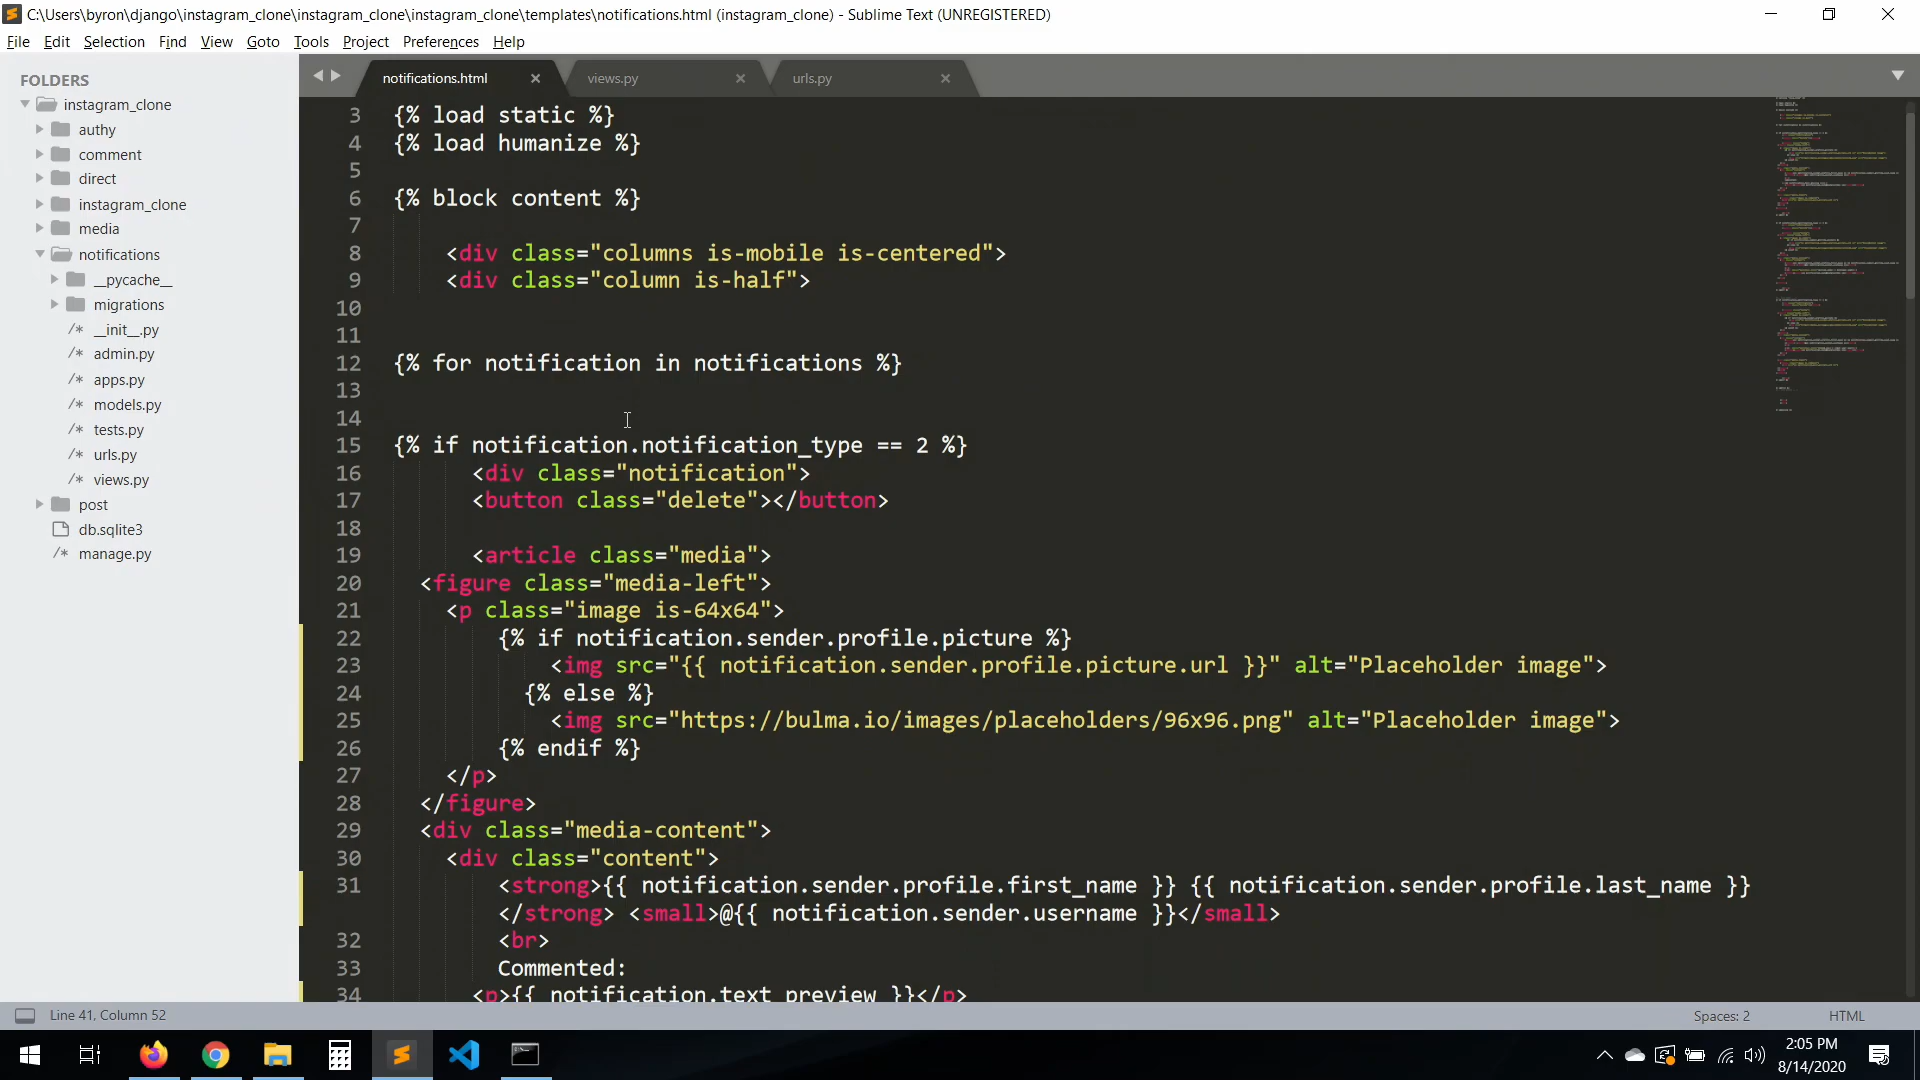 C:\Users\byron\django\instagram_clone\instagram_clone\instagram_clone\templates\notifications.html (instagram_clone) - Sublime Text (UNREGISTERED)
File Edit Selection Find View Goto Tools Project Preferences Help
FOLDERS
instagram_clone
authy
comment
direct
instagram_clone
media
notifications
__pycache__
migrations
/* __init__.py
/* admin.py
/* apps.py
/* models.py
/* tests.py
/* urls.py
/* views.py
post
db.sqlite3
/* manage.py
notifications.html views.py urls.py
3 {% load static %}
4 {% load humanize %}
5
6 {% block content %}
7
8 <div class="columns is-mobile is-centered">
9 <div class="column is-half">
10
11
12 {% for notification in notifications %}
13
14
15 {% if notification.notification_type == 2 %}
16 <div class="notification">
17 <button class="delete"></button>
18
19 <article class="media">
20 <figure class="media-left">
21 <p class="image is-64x64">
22 {% if notification.sender.profile.picture %}
23 <img src="{{ notification.sender.profile.picture.url }}" alt="Placeholder image">
24 {% else %}
25 <img src="https://bulma.io/images/placeholders/96x96.png" alt="Placeholder image">
26 {% endif %}
27 </p>
28 </figure>
29 <div class="media-content">
30 <div class="content">
31 <strong>{{ notification.sender.profile.first_name }} {{ notification.sender.profile.last_name }}
</strong> <small>@{{ notification.sender.username }}</small>
32 <br>
33 Commented:
34 <p>{{ notification.text_preview }}</p>
Line 41, Column 52
Spaces: 2
HTML
2:05 PM
8/14/2020